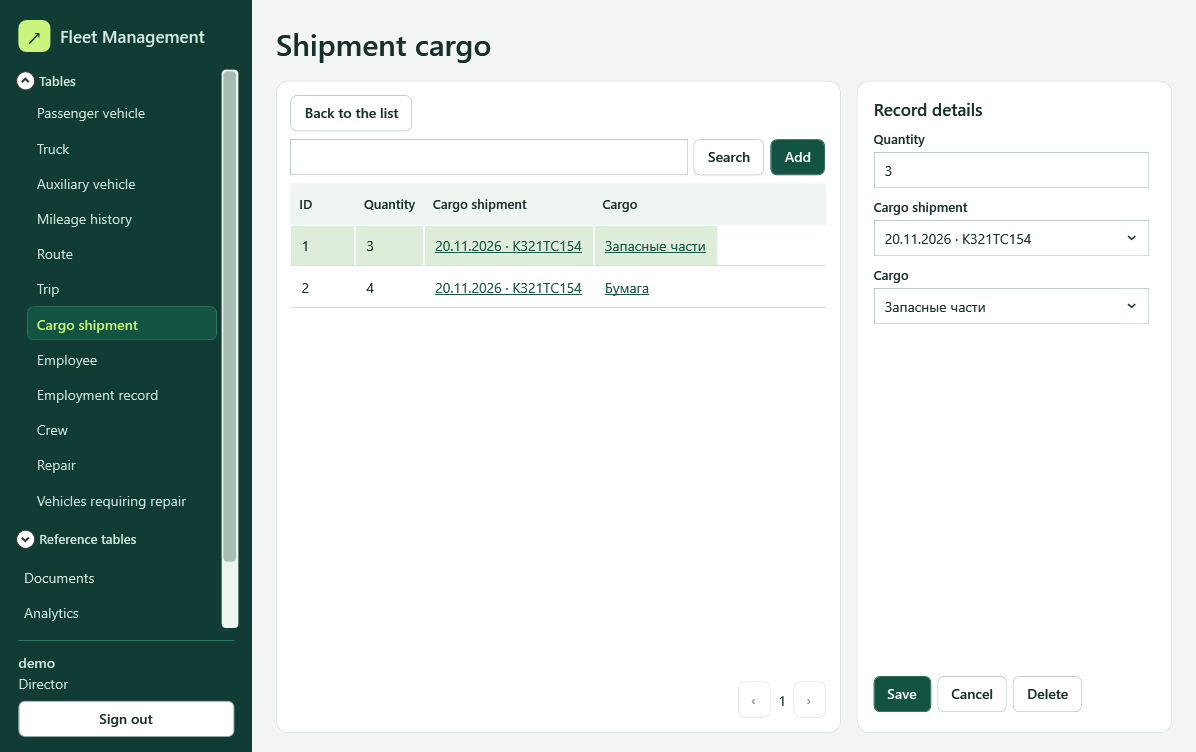 Fleet Management
Tables
Passenger vehicle
Truck
Auxiliary vehicle
Mileage history
Route
Trip
Cargo shipment
Employee
Employment record
Crew
Repair
Vehicles requiring repair
Reference tables
Documents
Analytics
demo
Director
Sign out
Shipment cargo
Back to the list
Search
Add
ID Quantity Cargo shipment Cargo
1 3 20.11.2026 · К321ТС154 Запасные части
2 4 20.11.2026 · К321ТС154 Бумага
‹ 1 ›
Record details
Quantity
3
Cargo shipment
20.11.2026 · К321ТС154
Cargo
Запасные части
Save Cancel Delete